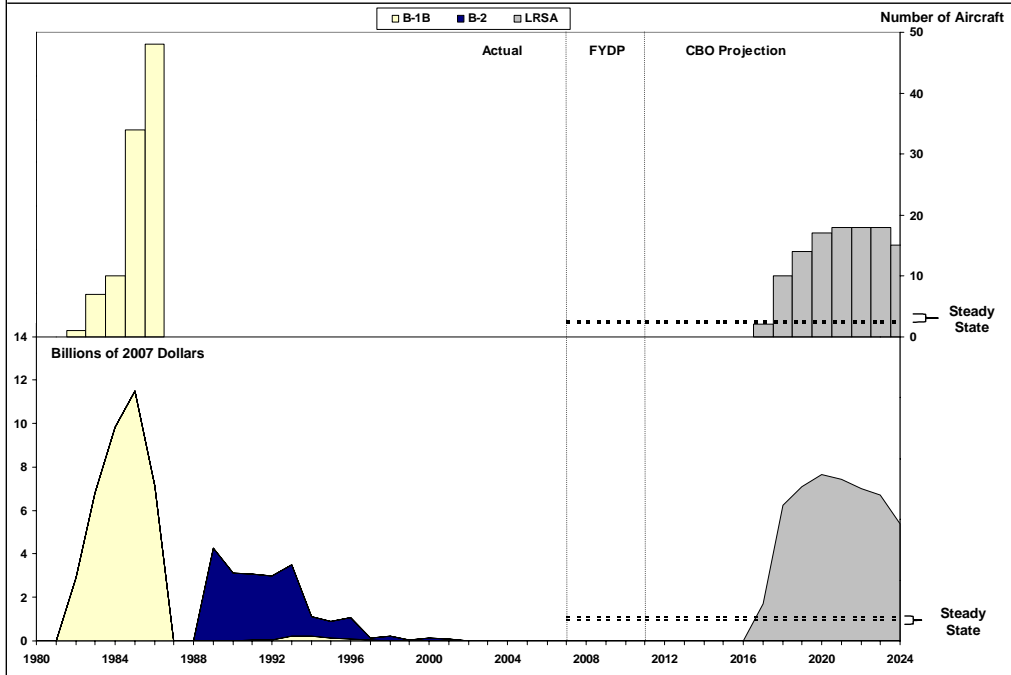 B-1B B-2 LRSA
Number of Aircraft
Actual FYDP CBO Projection
50
40
30
20
10
0
Steady
State
Billions of 2007 Dollars
14
12
10
8
6
4
2
0
Steady
State
1980 1984 1988 1992 1996 2000 2004 2008 2012 2016 2020 2024